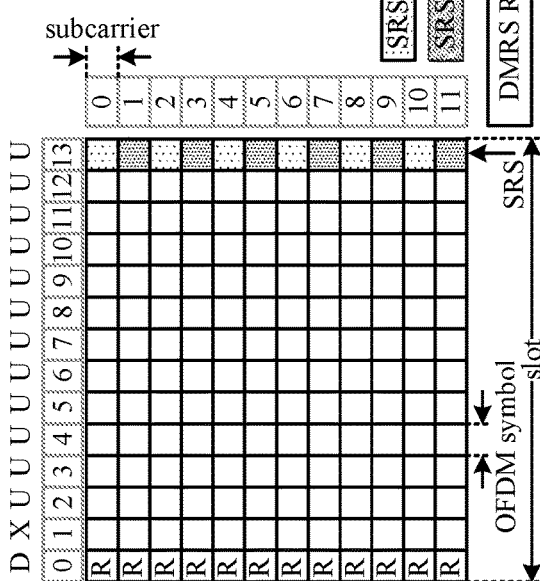 subcarrier
SRS
SRS
DMRS R
0 1 2 3 4 5 6 7 8 9 10 11
D X U U U U U U U U U U U U
0 1 2 3 4 5 6 7 8 9 10 11 12 13
R R R R R R R R R R R R
SRS
OFDM symbol
slot